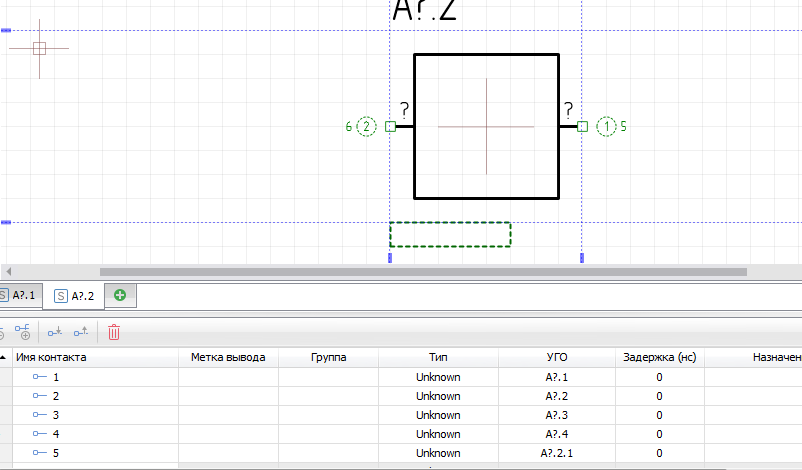 A?.2
? ?
6 2 1 5
S A?.1 S A?.2
Имя контакта Метка вывода Группа Тип УГО Задержка (нс) Назначен
1 Unknown A?.1 0
2 Unknown A?.2 0
3 Unknown A?.3 0
4 Unknown A?.4 0
5 Unknown A?.2.1 0